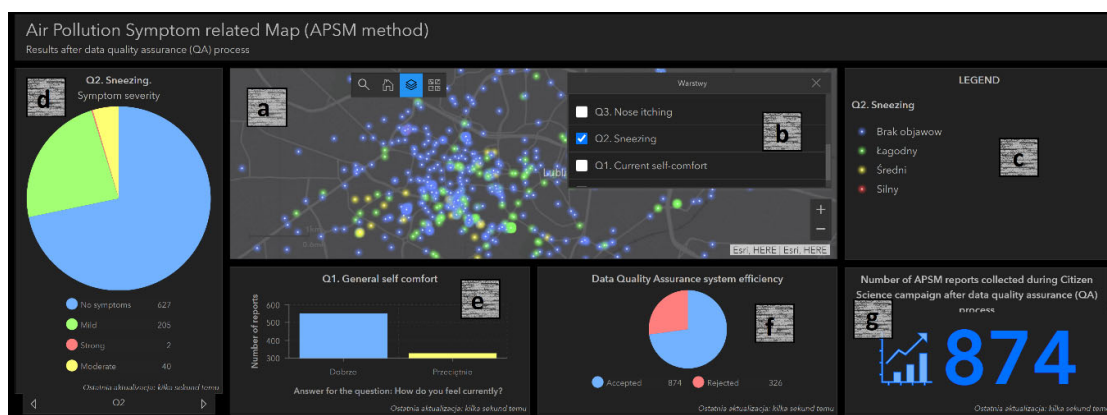 Air Pollution Symptom related Map (APSM method)
Results after data quality assurance (QA) process
d
Q2. Sneezing.
Symptom severity
No symptoms 627
Mild 205
Strong 2
Moderate 40
Ostatnia aktualizacja: kilka sekund temu
Q2
a
Warstwy
Q3. Nose itching
Q2. Sneezing
Q1. Current self-comfort
b
Esri, HERE | Esri, HERE
LEGEND
Q2. Sneezing
Brak objawow
Łagodny
Średni
Silny
c
Q1. General self comfort
e
Number of reports
600
500
400
300
Dobrze Przeciętnie
Answer for the question: How do you feel currently?
Ostatnia aktualizacja: kilka sekund temu
Data Quality Assurance system efficiency
f
Accepted 874 Rejected 326
Ostatnia aktualizacja: kilka sekund temu
Number of APSM reports collected during Citizen
Science campaign after data quality assurance (QA)
process
g
874
Ostatnia aktualizacja: kilka sekund temu